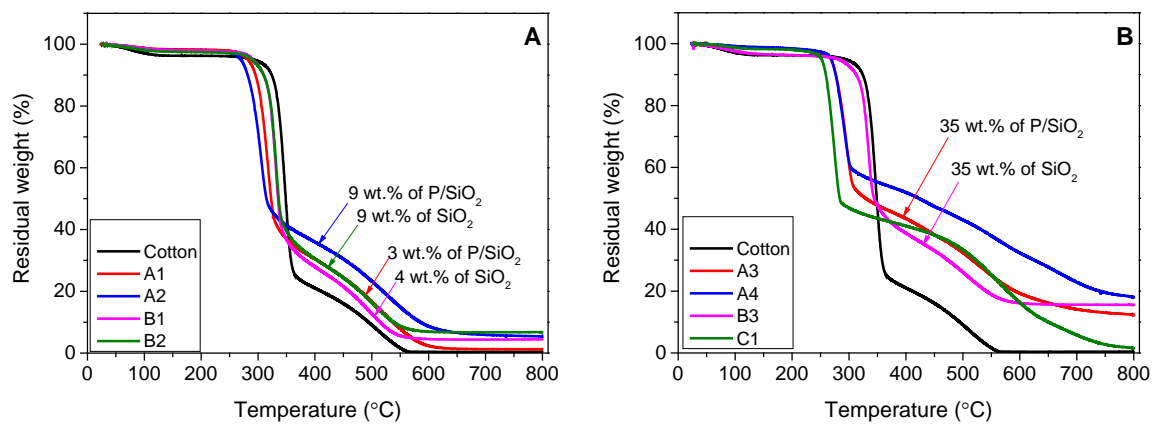 A
100
80
60
40
20
0
Residual weight (%)
9 wt.% of P/SiO₂
9 wt.% of SiO₂
3 wt.% of P/SiO₂
4 wt.% of SiO₂
Cotton
A1
A2
B1
B2
0 100 200 300 400 500 600 700 800
Temperature (°C)
B
100
80
60
40
20
0
Residual weight (%)
35 wt.% of P/SiO₂
35 wt.% of SiO₂
Cotton
A3
A4
B3
C1
0 100 200 300 400 500 600 700 800
Temperature (°C)